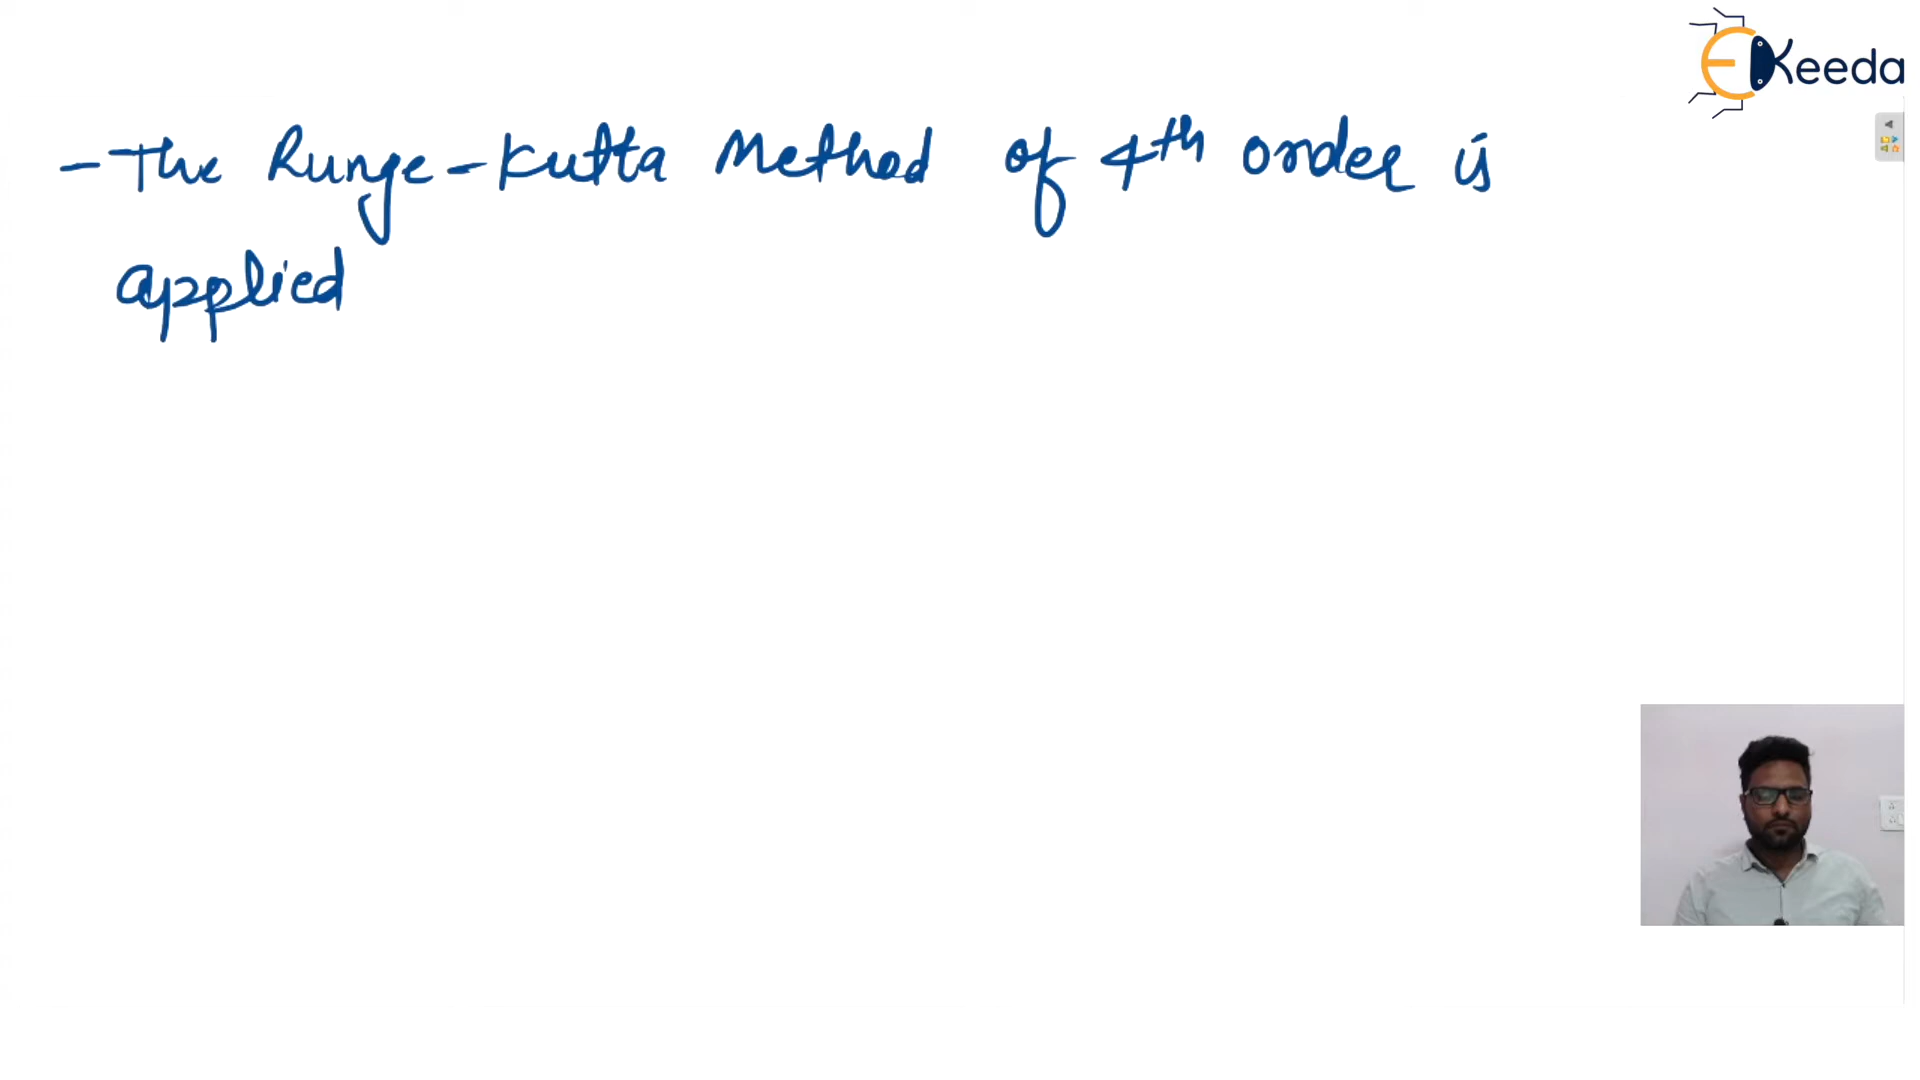 EKeeda
- The Runge-Kutta Method of 4th order is
applied